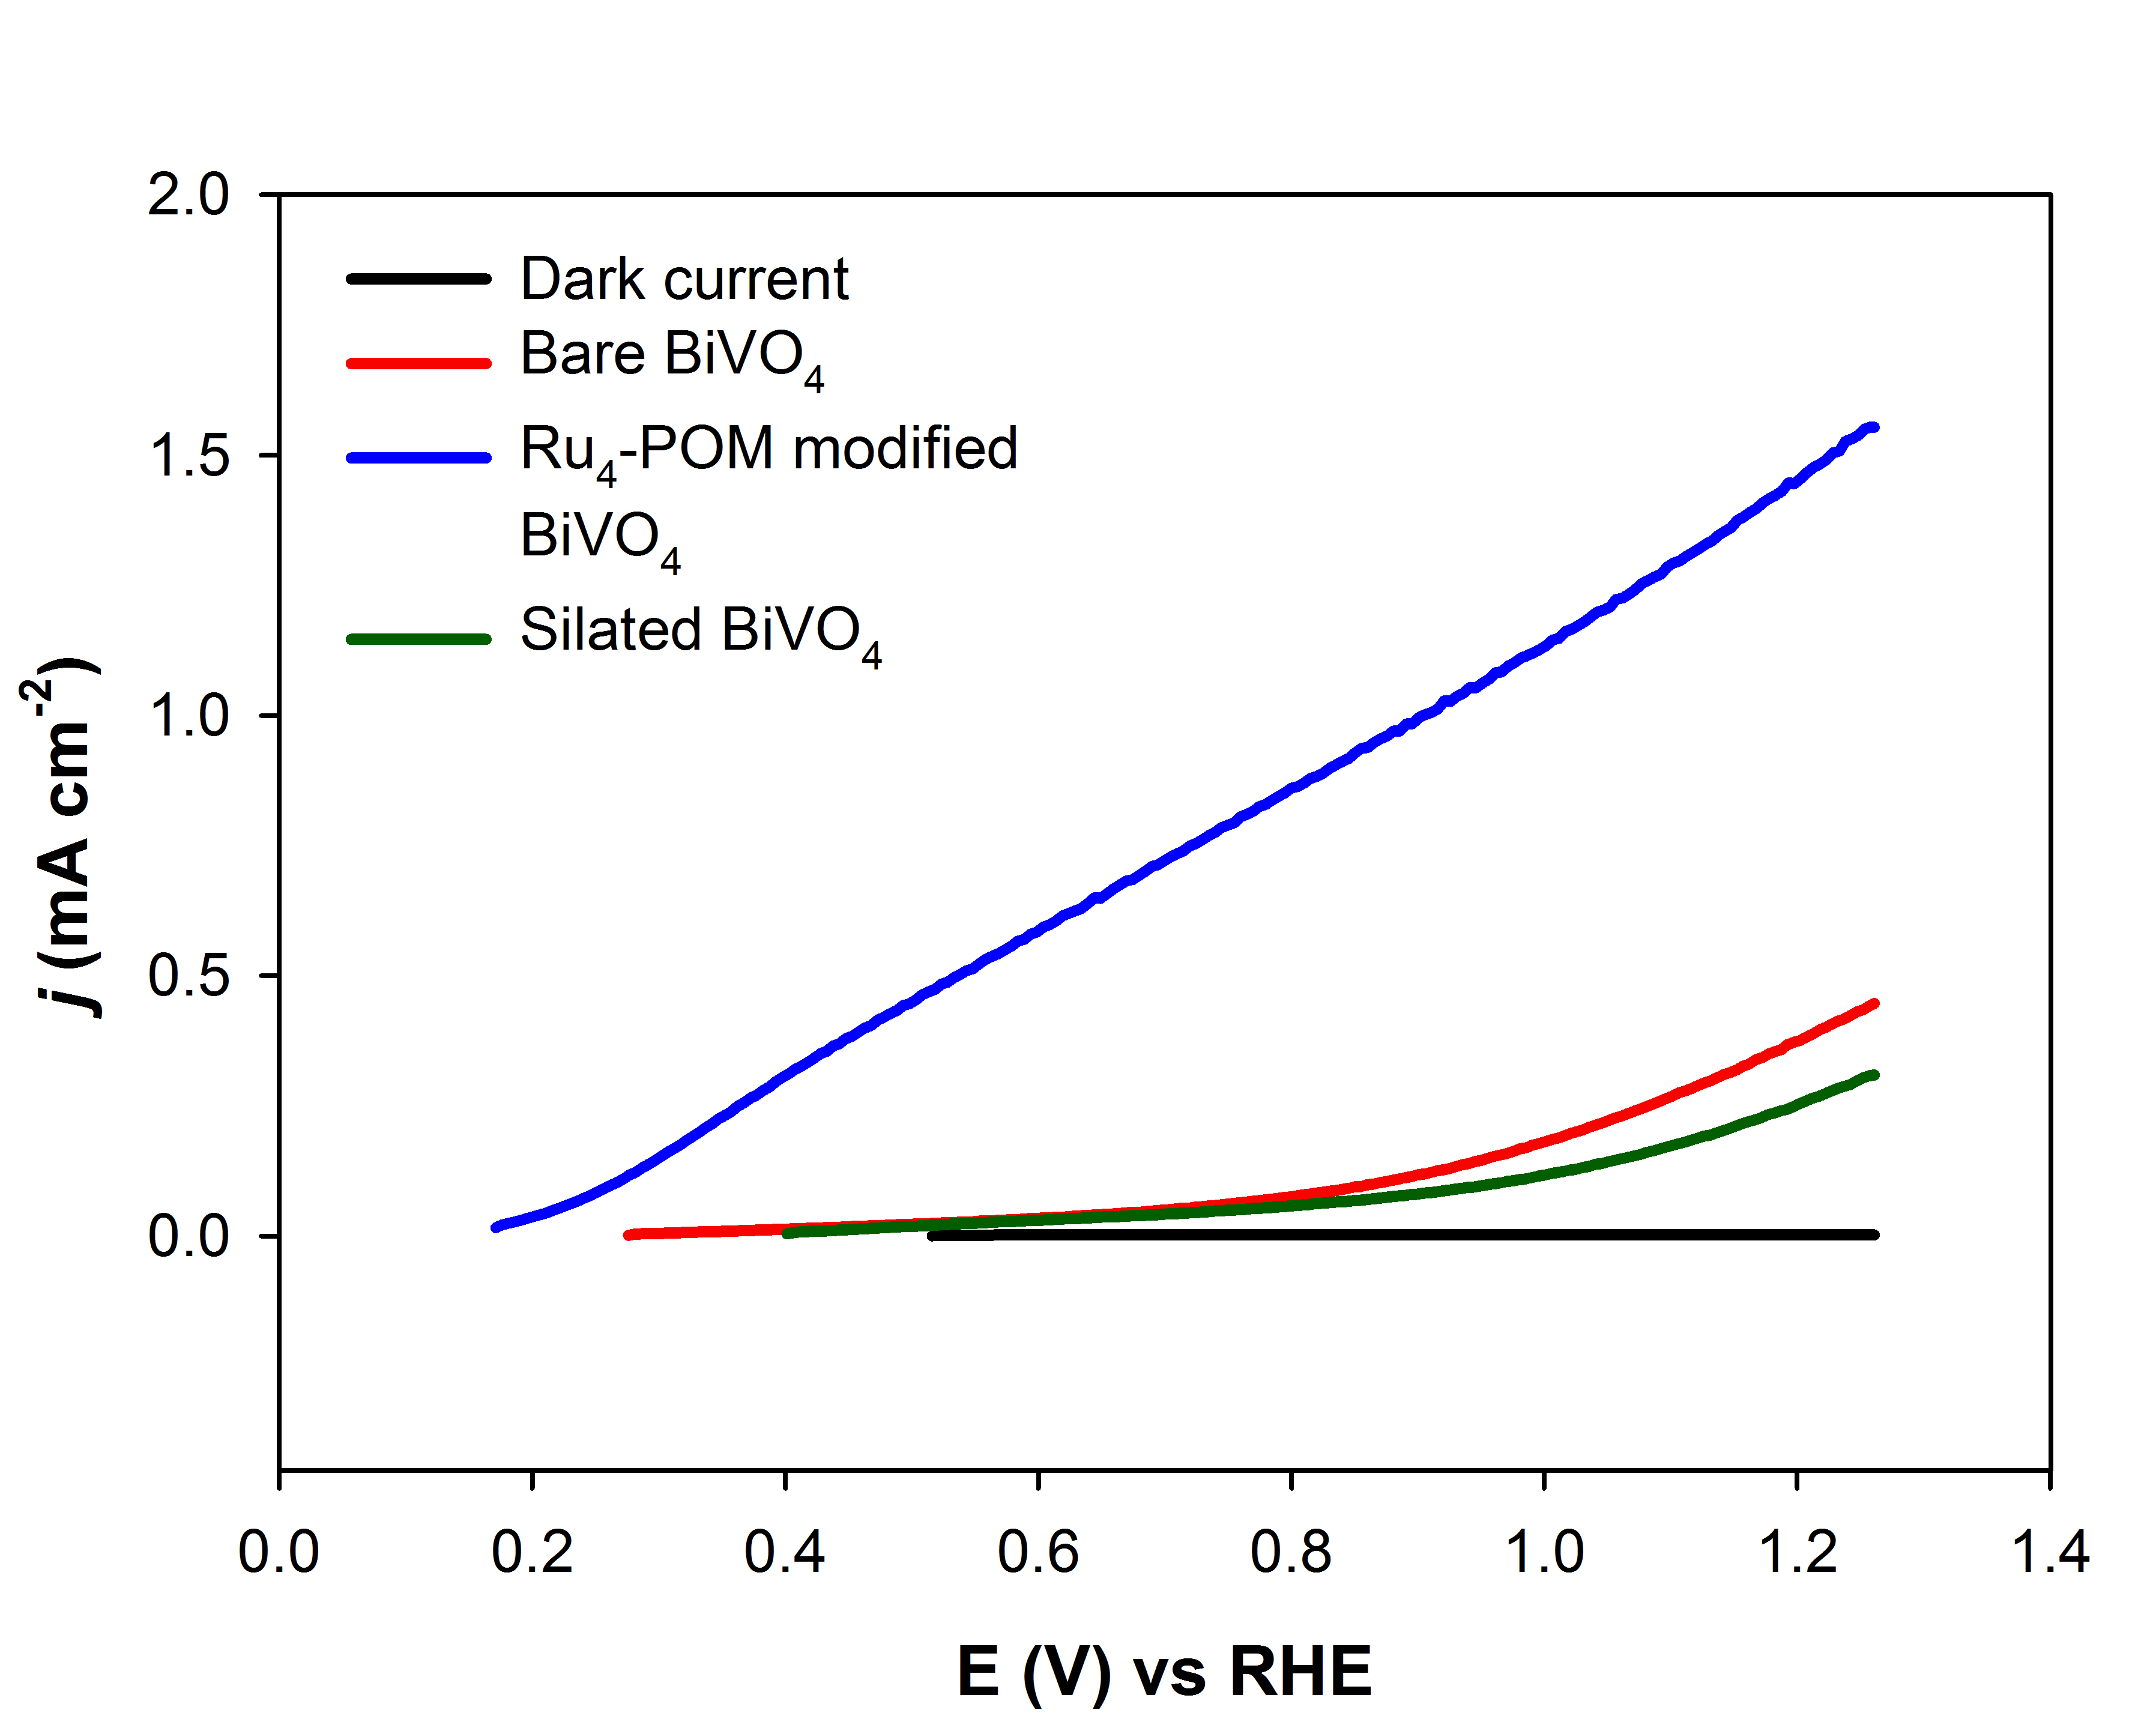 2.0
Dark current
Bare BiVO₄
Ru₄-POM modified
1.5
BiVO₄
Silated BiVO₄
1.0
0.5
0.0
j (mA cm⁻²)
0.0 0.2 0.4 0.6 0.8 1.0 1.2 1.4
E (V) vs RHE